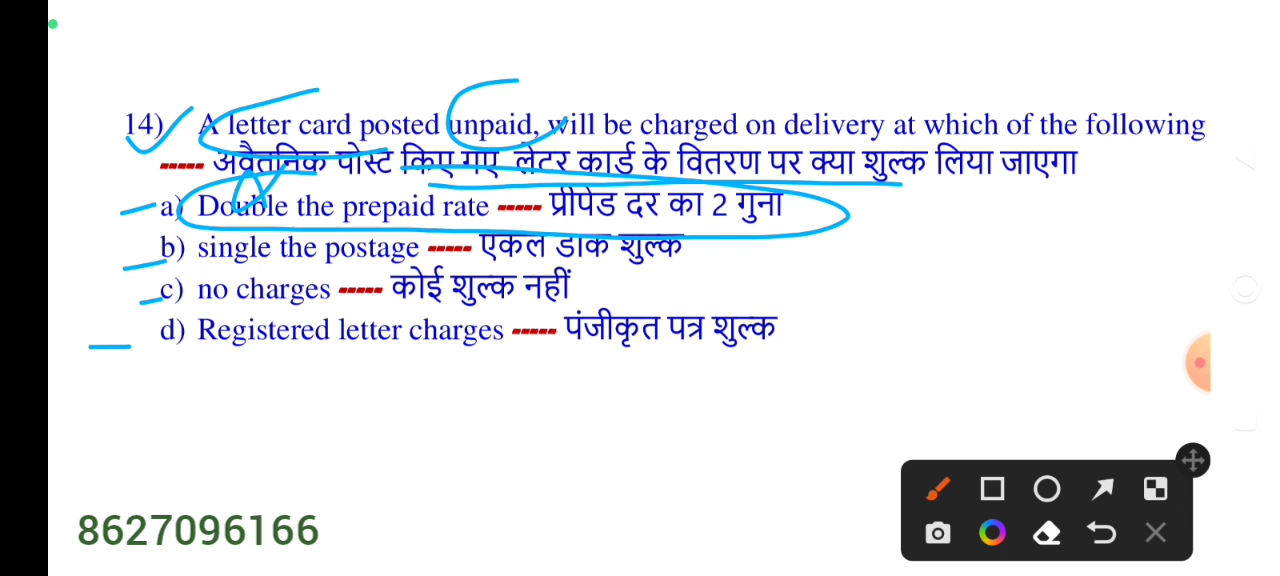 14) A letter card posted unpaid, will be charged on delivery at which of the following
----- अवैतनिक पोस्ट किए गए लेटर कार्ड के वितरण पर क्या शुल्क लिया जाएगा
a) Double the prepaid rate ----- प्रीपेड दर का 2 गुना
b) single the postage ----- एकल डाक शुल्क
c) no charges ----- कोई शुल्क नहीं
d) Registered letter charges ----- पंजीकृत पत्र शुल्क
8627096166